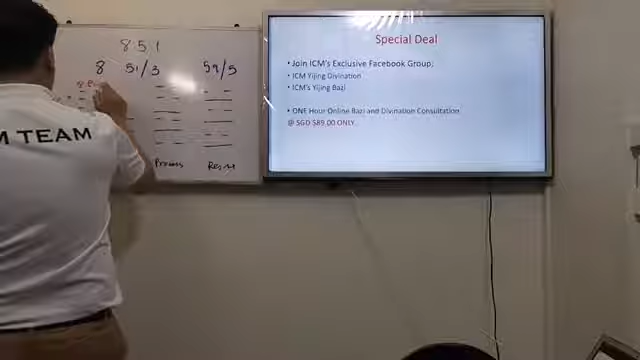 851
8 51/3 59/5
Process Result
M TEAM
Special Deal
• Join ICM's Exclusive Facebook Group:
• ICM Yijing Divination
• ICM's Yijing Bazi
• ONE Hour Online Bazi and Divination Consultation
@ SGD $89.00 ONLY.